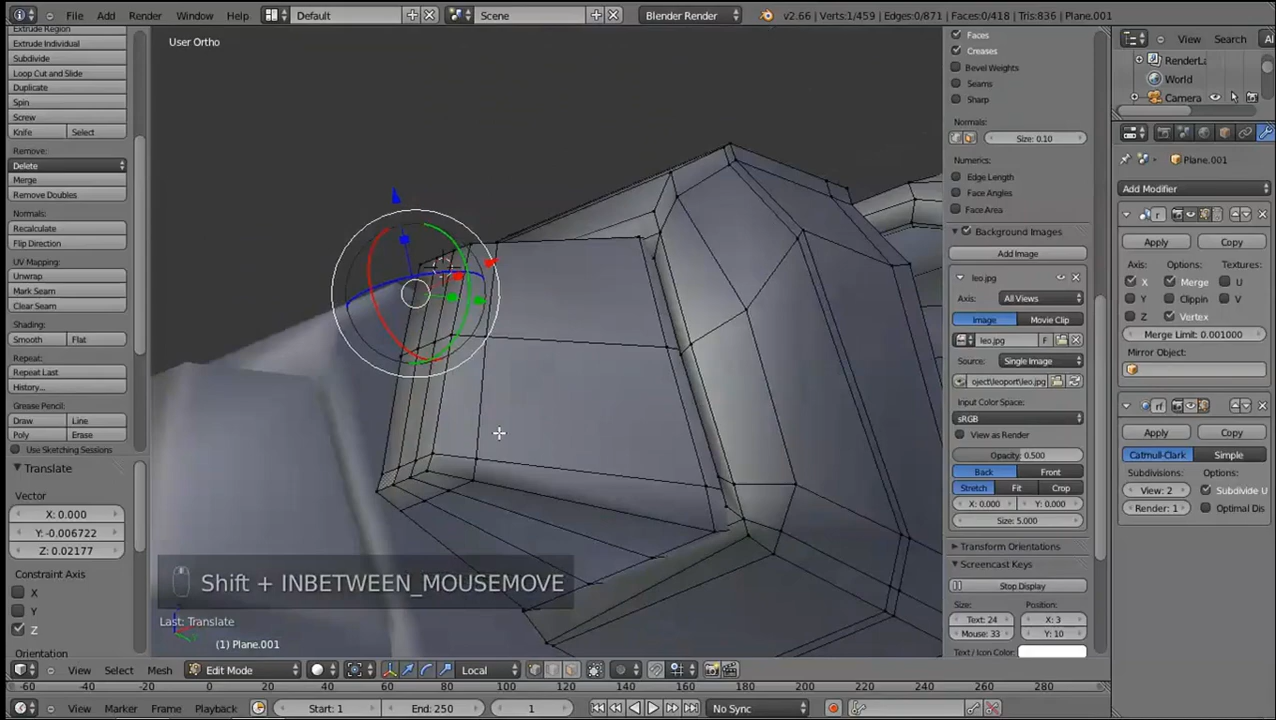 File Add Render Window Help Default Scene Blender Render v2.66 | Verts:1/459 | Edges:0/871 | Faces:0/418 | Tris:836 | Plane.001
Extrude Region
Extrude Individual
Subdivide
Loop Cut and Slide
Duplicate
Spin
Screw
Knife Select
Remove:
Delete
Merge
Remove Doubles
Normals:
Recalculate
Flip Direction
UV Mapping:
Unwrap
Mark Seam
Clear Seam
Shading:
Smooth Flat
Repeat:
Repeat Last
History...
Grease Pencil:
Draw Line
Poly Erase
Use Sketching Sessions
Translate
Vector
X: 0.000
Y: -0.006722
Z: 0.02177
Constraint Axis
X
Y
Z
Orientation
User Ortho
Shift + INBETWEEN_MOUSEMOVE
Last: Translate
(1) Plane.001
Faces
Creases
Bevel Weights
Seams
Sharp
Normals:
Size: 0.10
Numerics:
Edge Length
Face Angles
Face Area
Background Images
Add Image
leo.jpg
Axis: All Views
Image Movie Clip
leo.jpg F
Source: Single Image
oject\leoport\leo.jpg
Input Color Space:
sRGB
View as Render
Opacity: 0.500
Back Front
Stretch Fit Crop
X: 0.000 Y: 0.000
Size: 5.000
Transform Orientations
Screencast Keys
Stop Display
Size: Position:
Text: 24 X: 3
Mouse: 33 Y: 10
Text / Icon Color:
View Search Al
RenderLa
World
Camera
Plane.001
Add Modifier
Apply Copy
Axis: Options: Textures:
X Merge U
Y Clippin V
Z Vertex
Merge Limit: 0.001000
Mirror Object:
Apply Copy
Catmull-Clark Simple
Subdivisions: Options:
View: 2 Subdivide U
Render: 1 Optimal Dis
View Select Mesh Edit Mode Local
-60 -40 -20 0 20 40 60 80 100 120 140 160 180 200 220 240 260 280 300
View Marker Frame Playback Start: 1 End: 250 1 No Sync